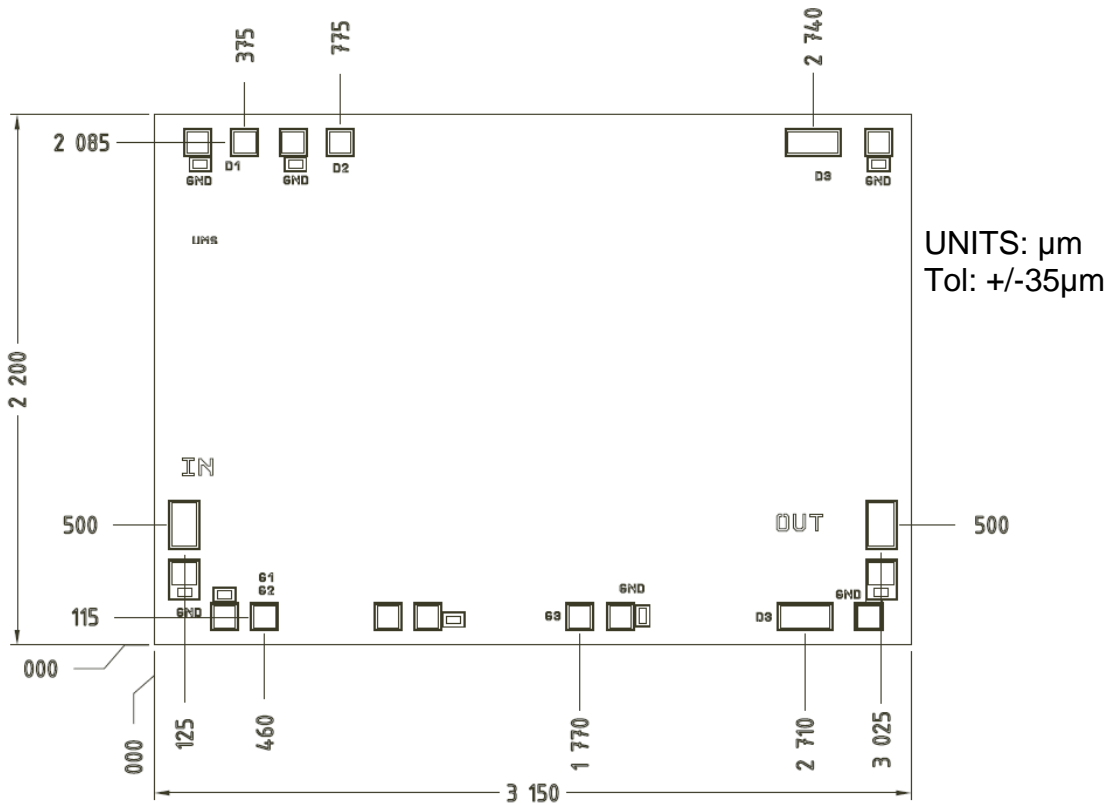 375
775
2 740
2 085
D1
D2
D3
GND
GND
GND
UMS
UNITS: µm
Tol: +/-35µm
2 200
IN
500
OUT
500
G1
G2
GND
GND
GND
115
G3
D3
000
000
125
460
1 770
2 710
3 025
3 150